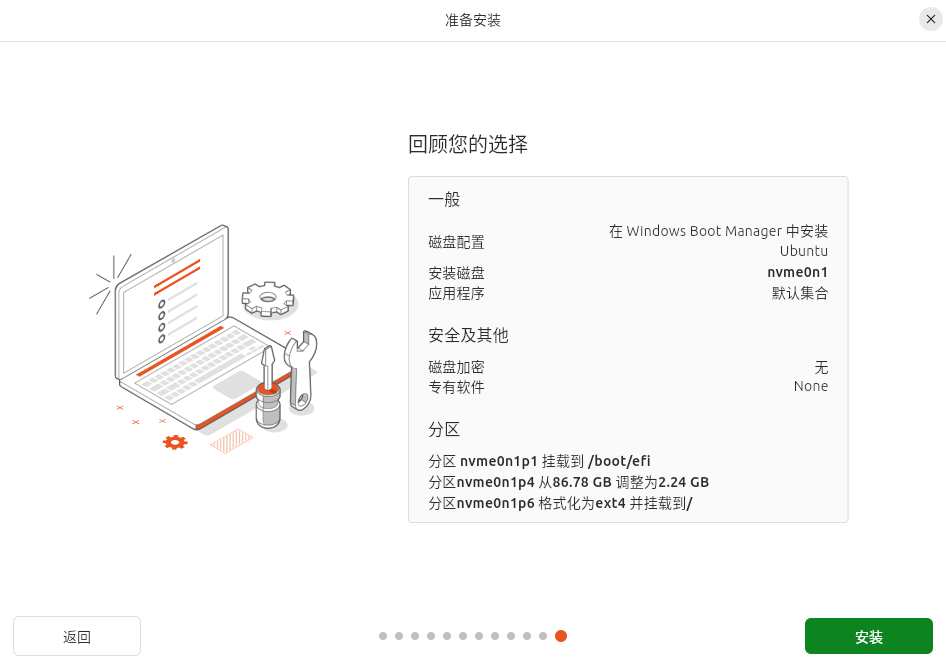 准备安装
回顾您的选择
一般
磁盘配置
在 Windows Boot Manager 中安装
Ubuntu
安装磁盘 nvme0n1
应用程序 默认集合
安全及其他
磁盘加密 无
专有软件 None
分区
分区 nvme0n1p1 挂载到 /boot/efi
分区nvme0n1p4 从86.78 GB 调整为2.24 GB
分区nvme0n1p6 格式化为ext4 并挂载到/
返回
安装